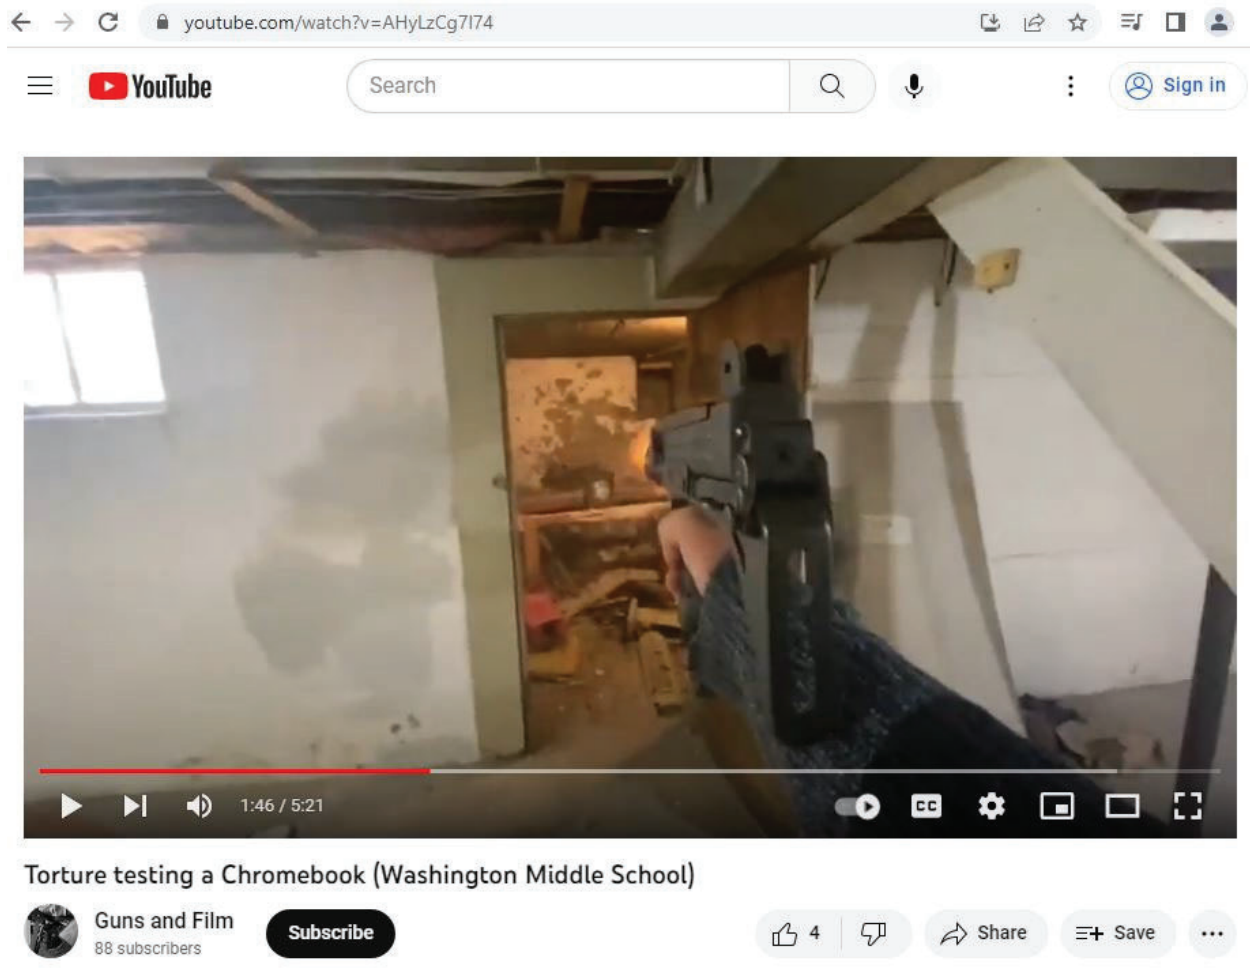 youtube.com/watch?v=AHyLzCg7I74
YouTube
Search
Sign in
1:46 / 5:21
CC
Torture testing a Chromebook (Washington Middle School)
Guns and Film
88 subscribers
Subscribe
4
Share
Save